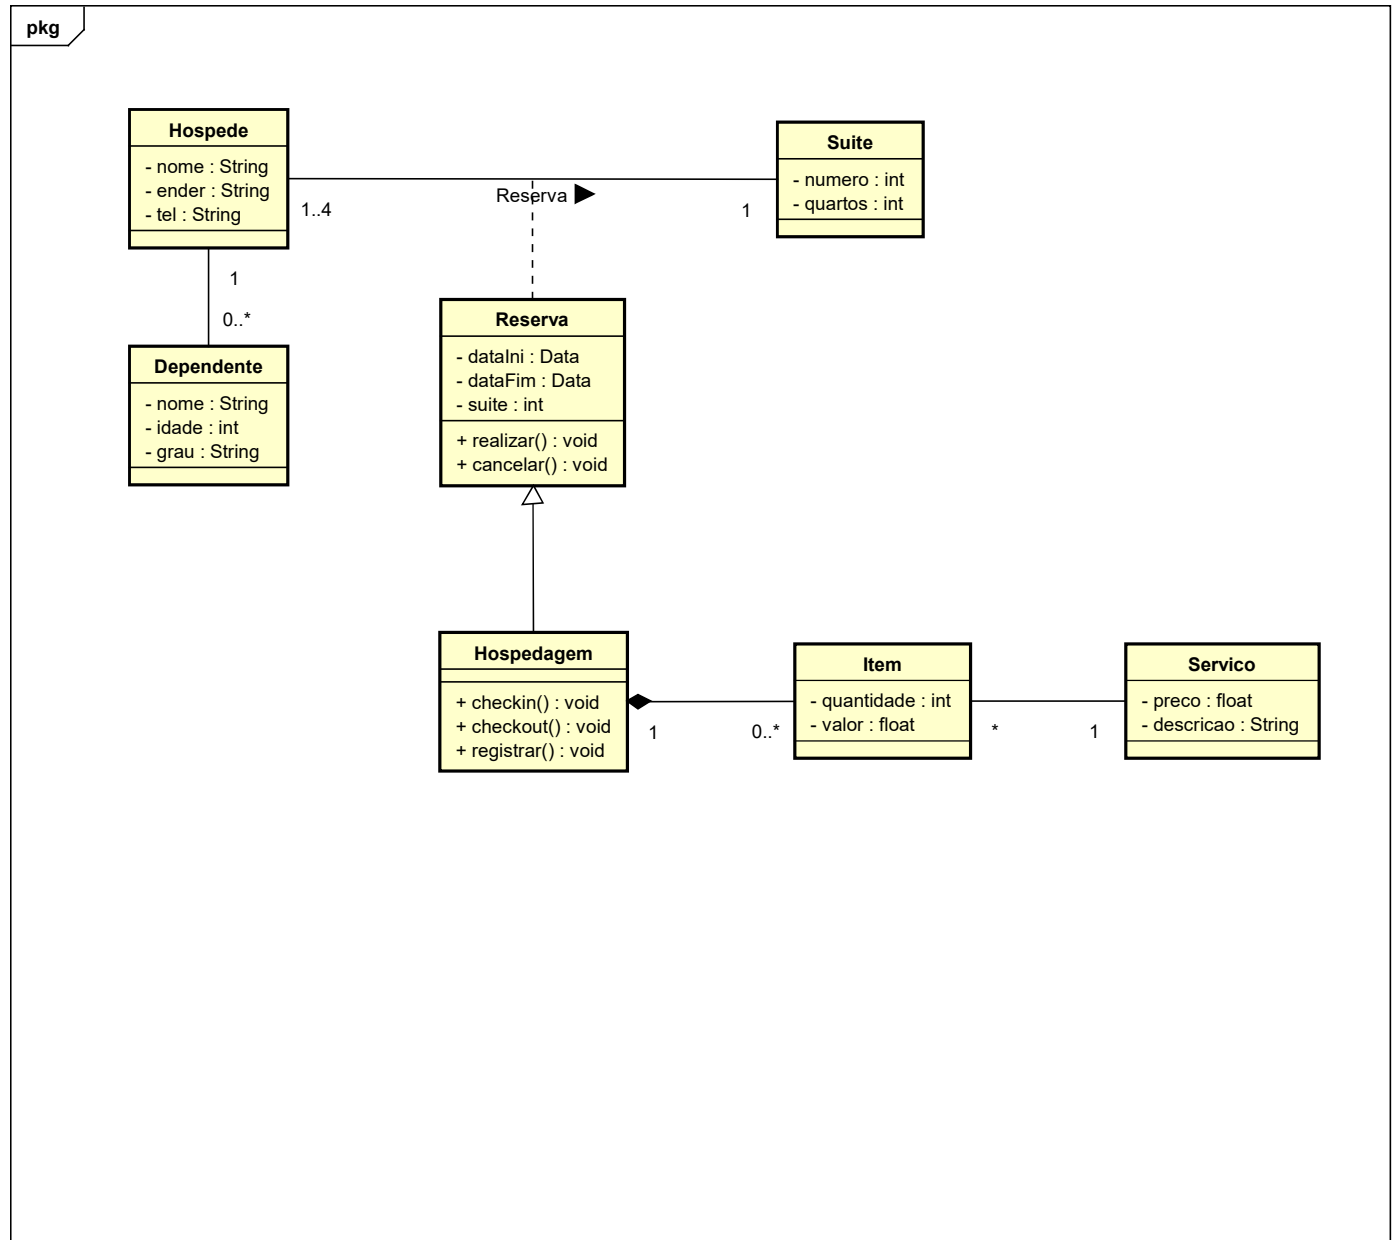 pkg
Hospede
- nome : String
- ender : String
- tel : String
Suite
- numero : int
- quartos : int
Reserva
1..4
1
1
0..*
Dependente
- nome : String
- idade : int
- grau : String
Reserva
- dataIni : Data
- dataFim : Data
- suite : int
+ realizar() : void
+ cancelar() : void
Hospedagem
+ checkin() : void
+ checkout() : void
+ registrar() : void
1
0..*
Item
- quantidade : int
- valor : float
*
1
Servico
- preco : float
- descricao : String